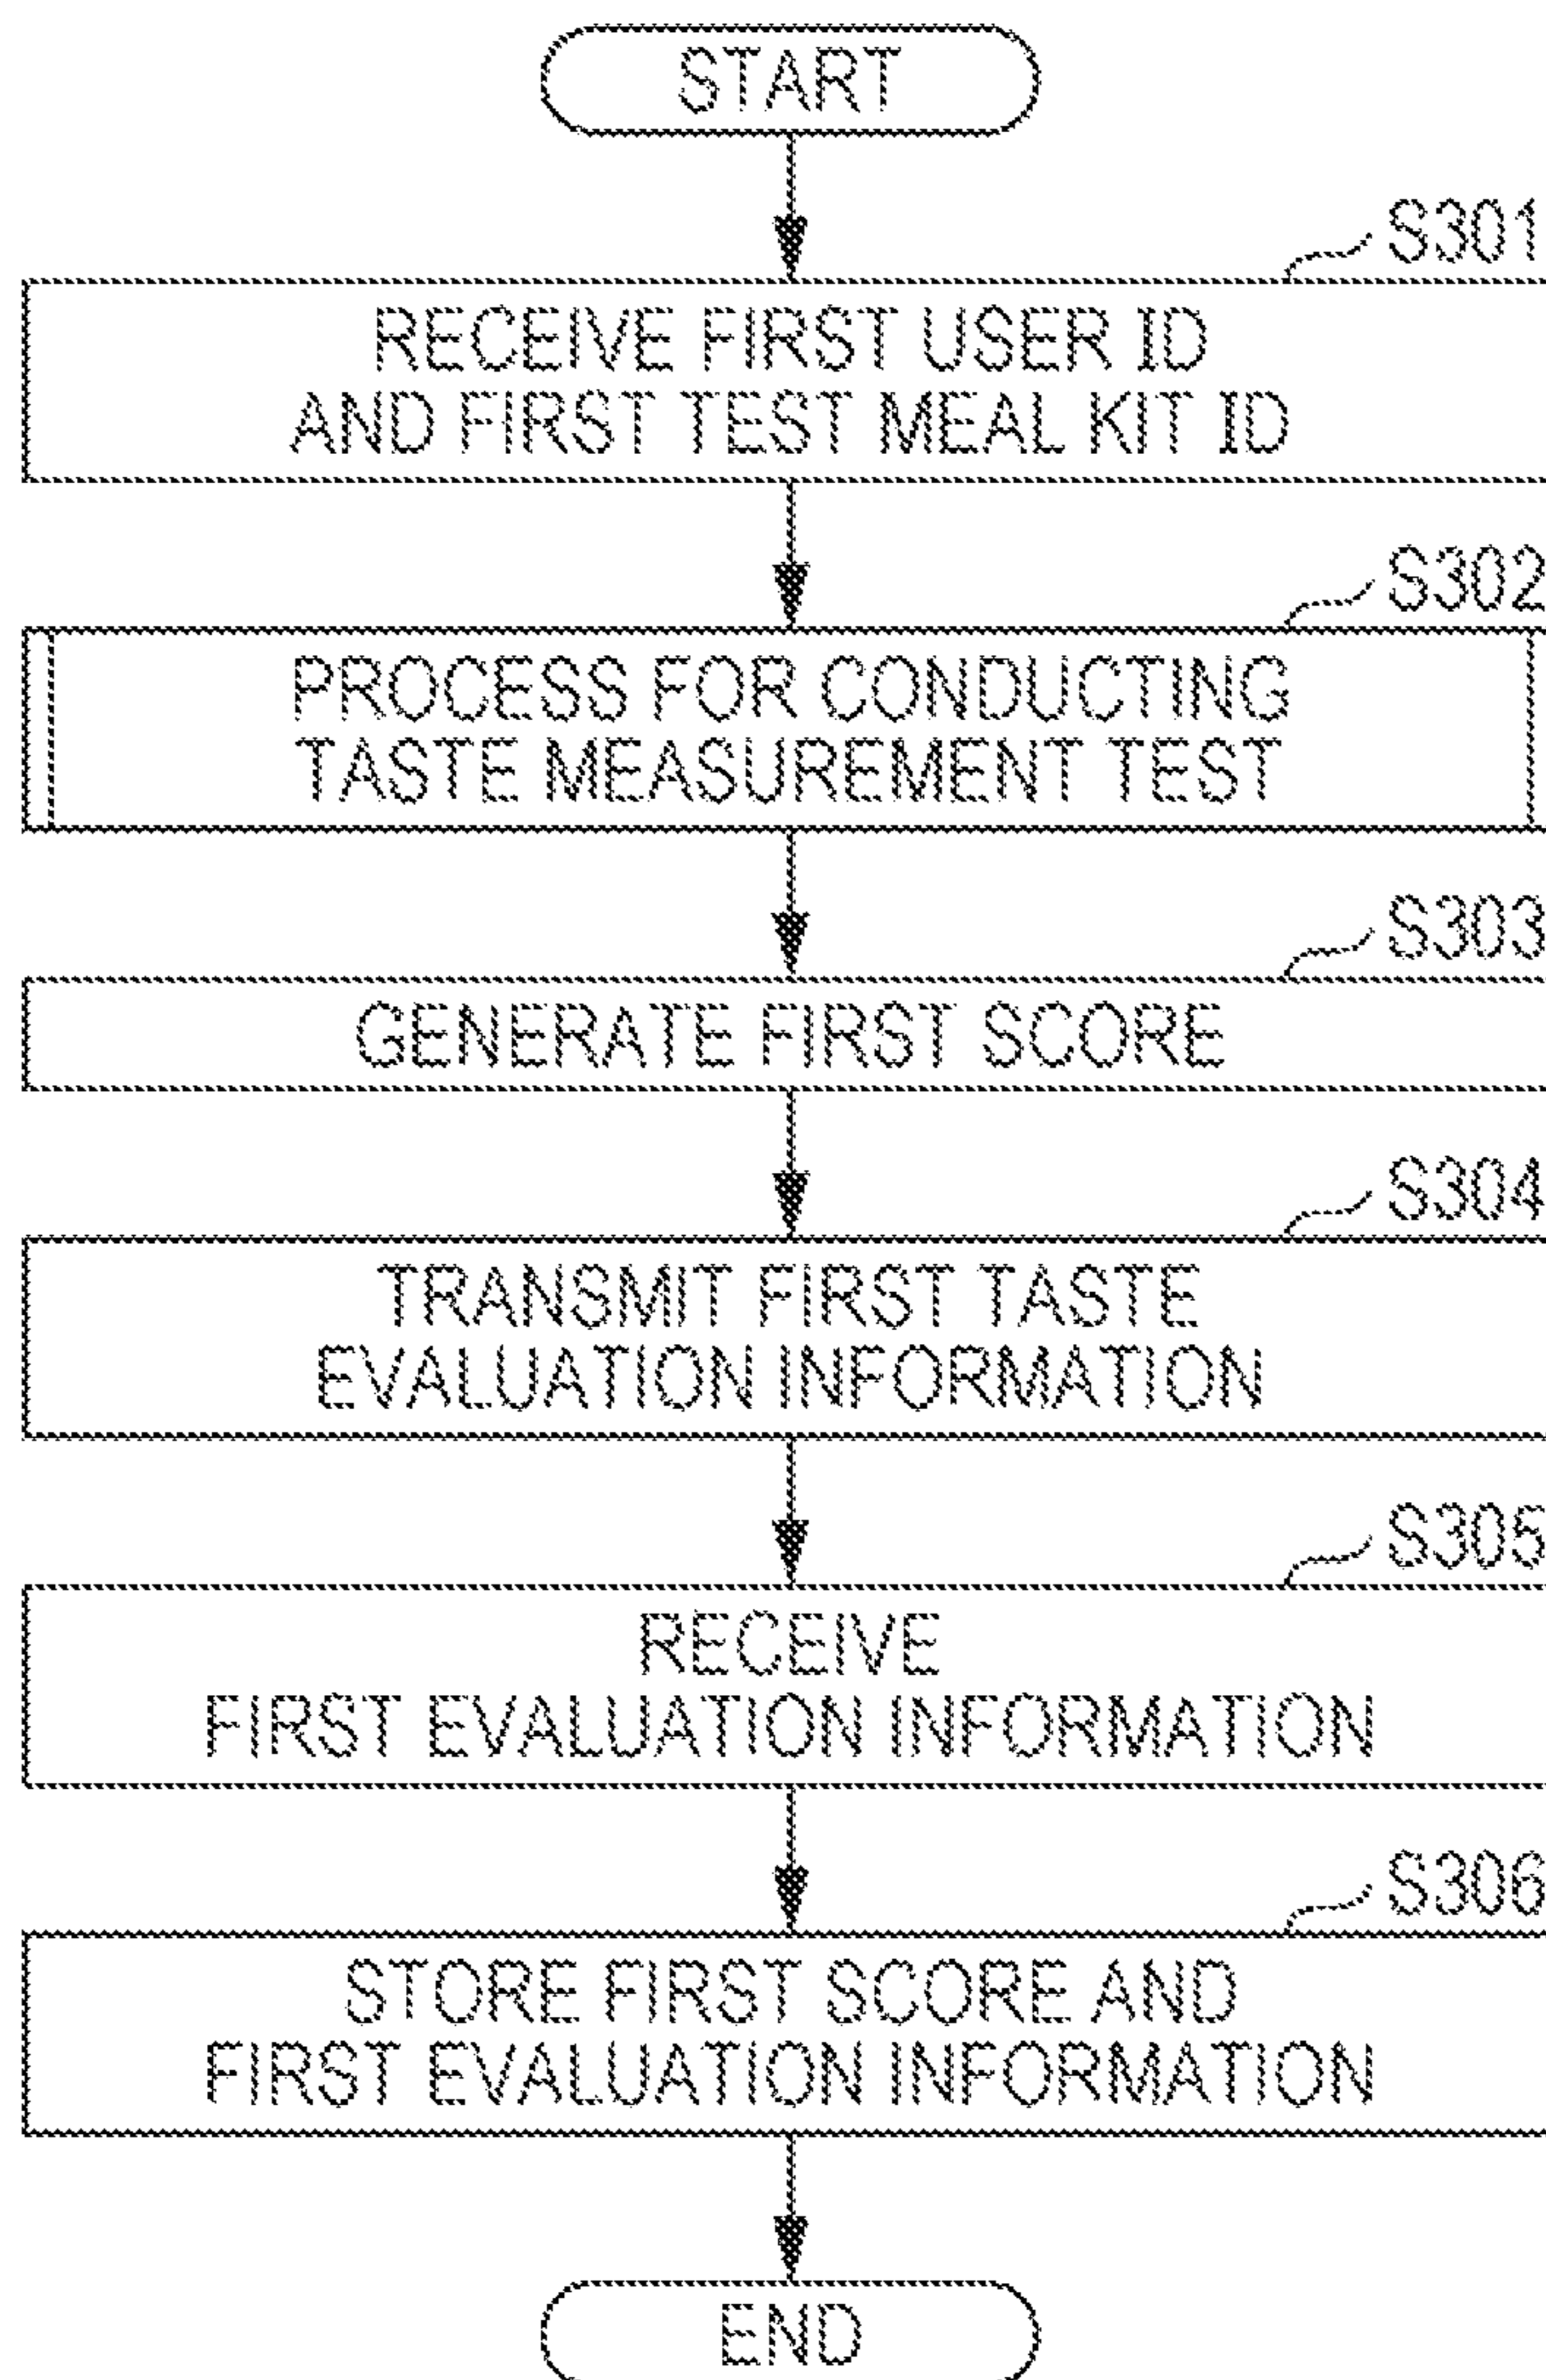 START
S301
RECEIVE FIRST USER ID
AND FIRST TEST MEAL KIT ID
S302
PROCESS FOR CONDUCTING
TASTE MEASUREMENT TEST
S303
GENERATE FIRST SCORE
S304
TRANSMIT FIRST TASTE
EVALUATION INFORMATION
S305
RECEIVE
FIRST EVALUATION INFORMATION
S306
STORE FIRST SCORE AND
FIRST EVALUATION INFORMATION
END